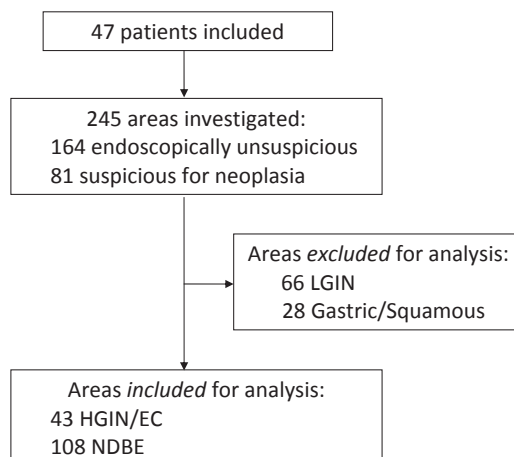 47 patients included
245 areas investigated:
164 endoscopically unsuspicious
81 suspicious for neoplasia
Areas excluded for analysis:
66 LGIN
28 Gastric/Squamous
Areas included for analysis:
43 HGIN/EC
108 NDBE